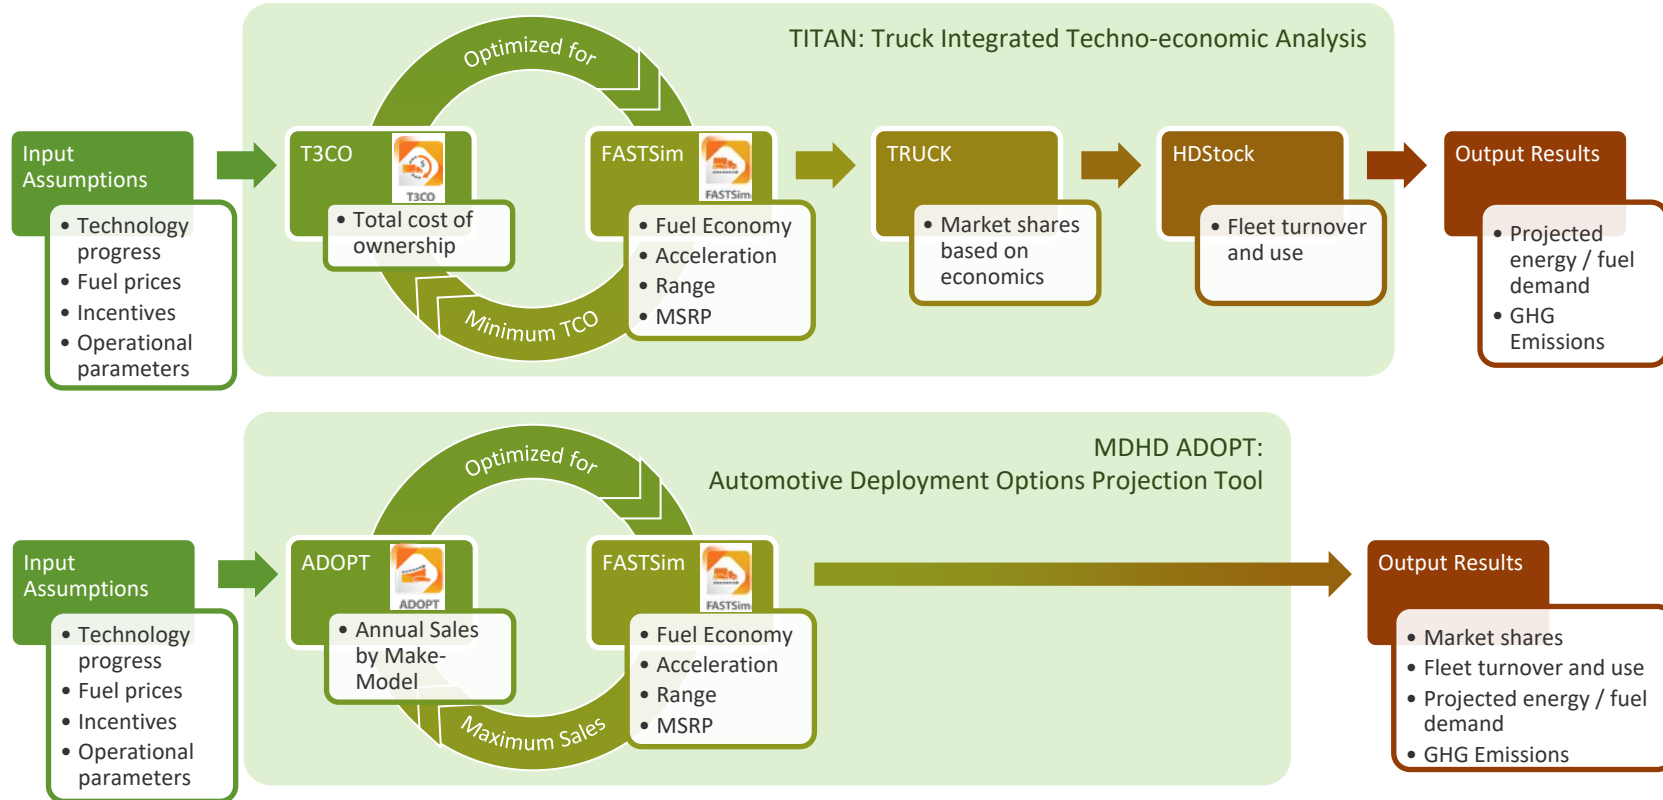 TITAN: Truck Integrated Techno-economic Analysis
Optimized for
Input
Assumptions
• Technology
progress
• Fuel prices
• Incentives
• Operational
parameters
T3CO
T3CO
• Total cost of
ownership
FASTSim
FASTSim
• Fuel Economy
• Acceleration
• Range
• MSRP
Minimum TCO
TRUCK
• Market shares
based on
economics
HDStock
• Fleet turnover
and use
Output Results
• Projected
energy / fuel
demand
• GHG
Emissions
MDHD ADOPT:
Automotive Deployment Options Projection Tool
Optimized for
Input
Assumptions
• Technology
progress
• Fuel prices
• Incentives
• Operational
parameters
ADOPT
ADOPT
• Annual Sales
by Make-
Model
FASTSim
FASTSim
• Fuel Economy
• Acceleration
• Range
• MSRP
Maximum Sales
Output Results
• Market shares
• Fleet turnover and use
• Projected energy / fuel
demand
• GHG Emissions